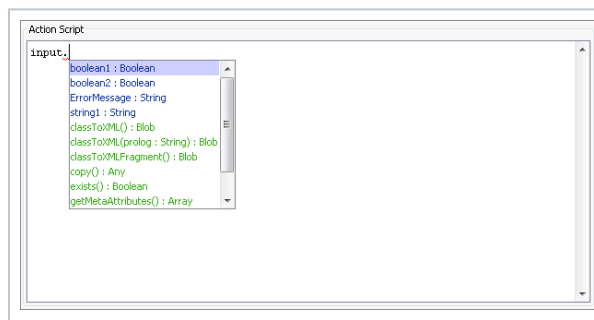 Action Script
input.
boolean1 : Boolean
boolean2 : Boolean
ErrorMessage : String
string1 : String
classToXML() : Blob
classToXML(prolog : String) : Blob
classToXMLFragment() : Blob
copy() : Any
exists() : Boolean
getMetaAttributes() : Array